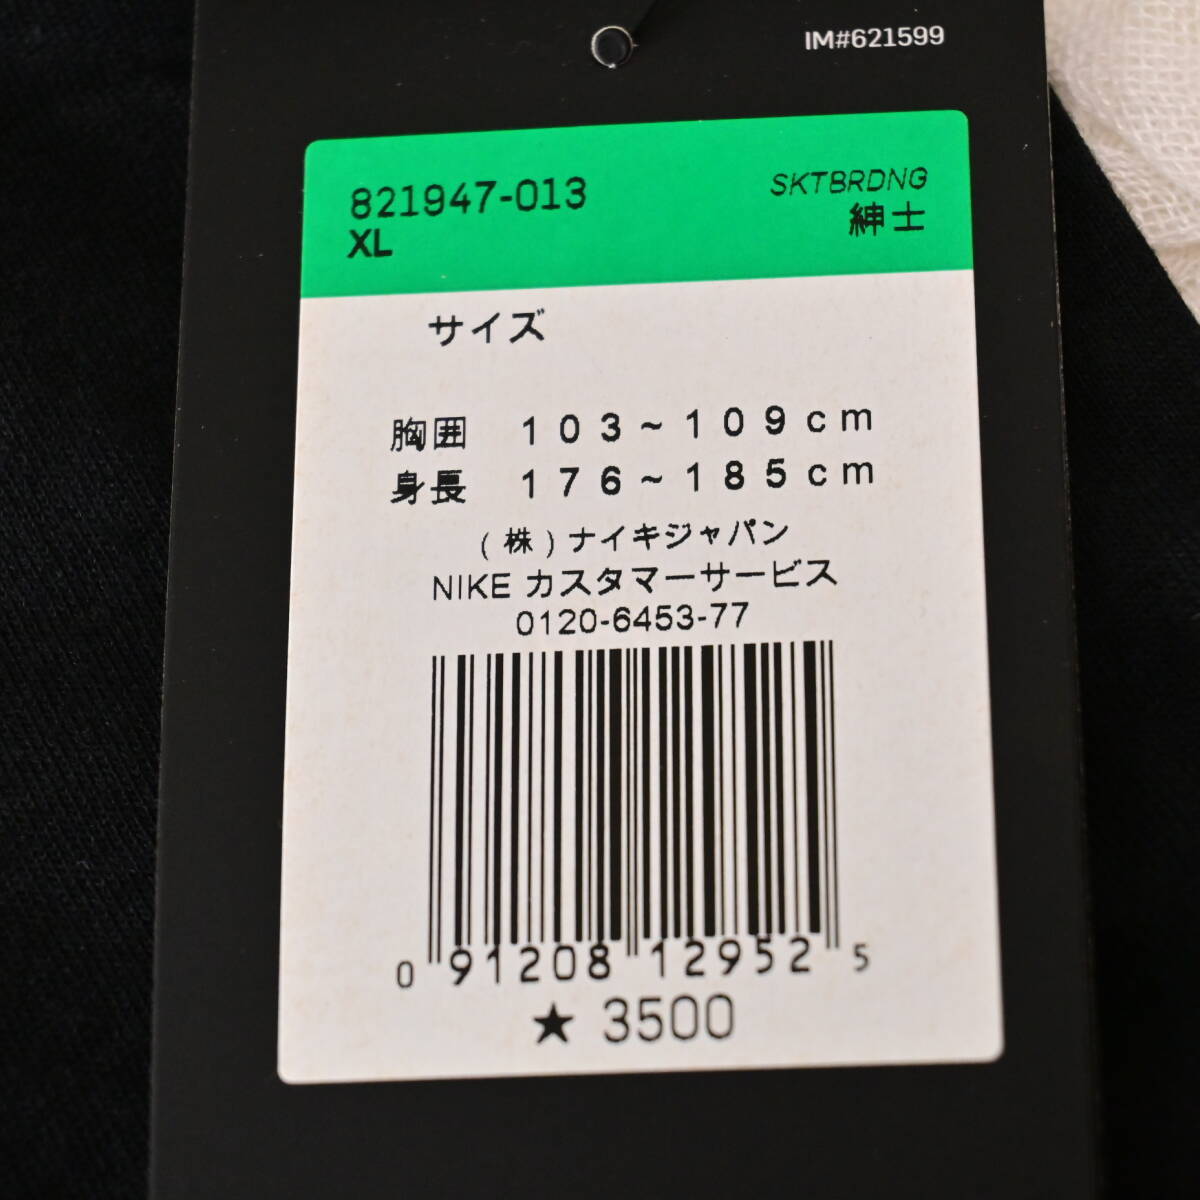 IM#621599
821947-013
XL
SKTBRDNG
紳士
サイズ
胸囲 103~109cm
身長 176~185cm
(株)ナイキジャパン
NIKE カスタマーサービス
0120-6453-77
0 91208 12952 5
★ 3500